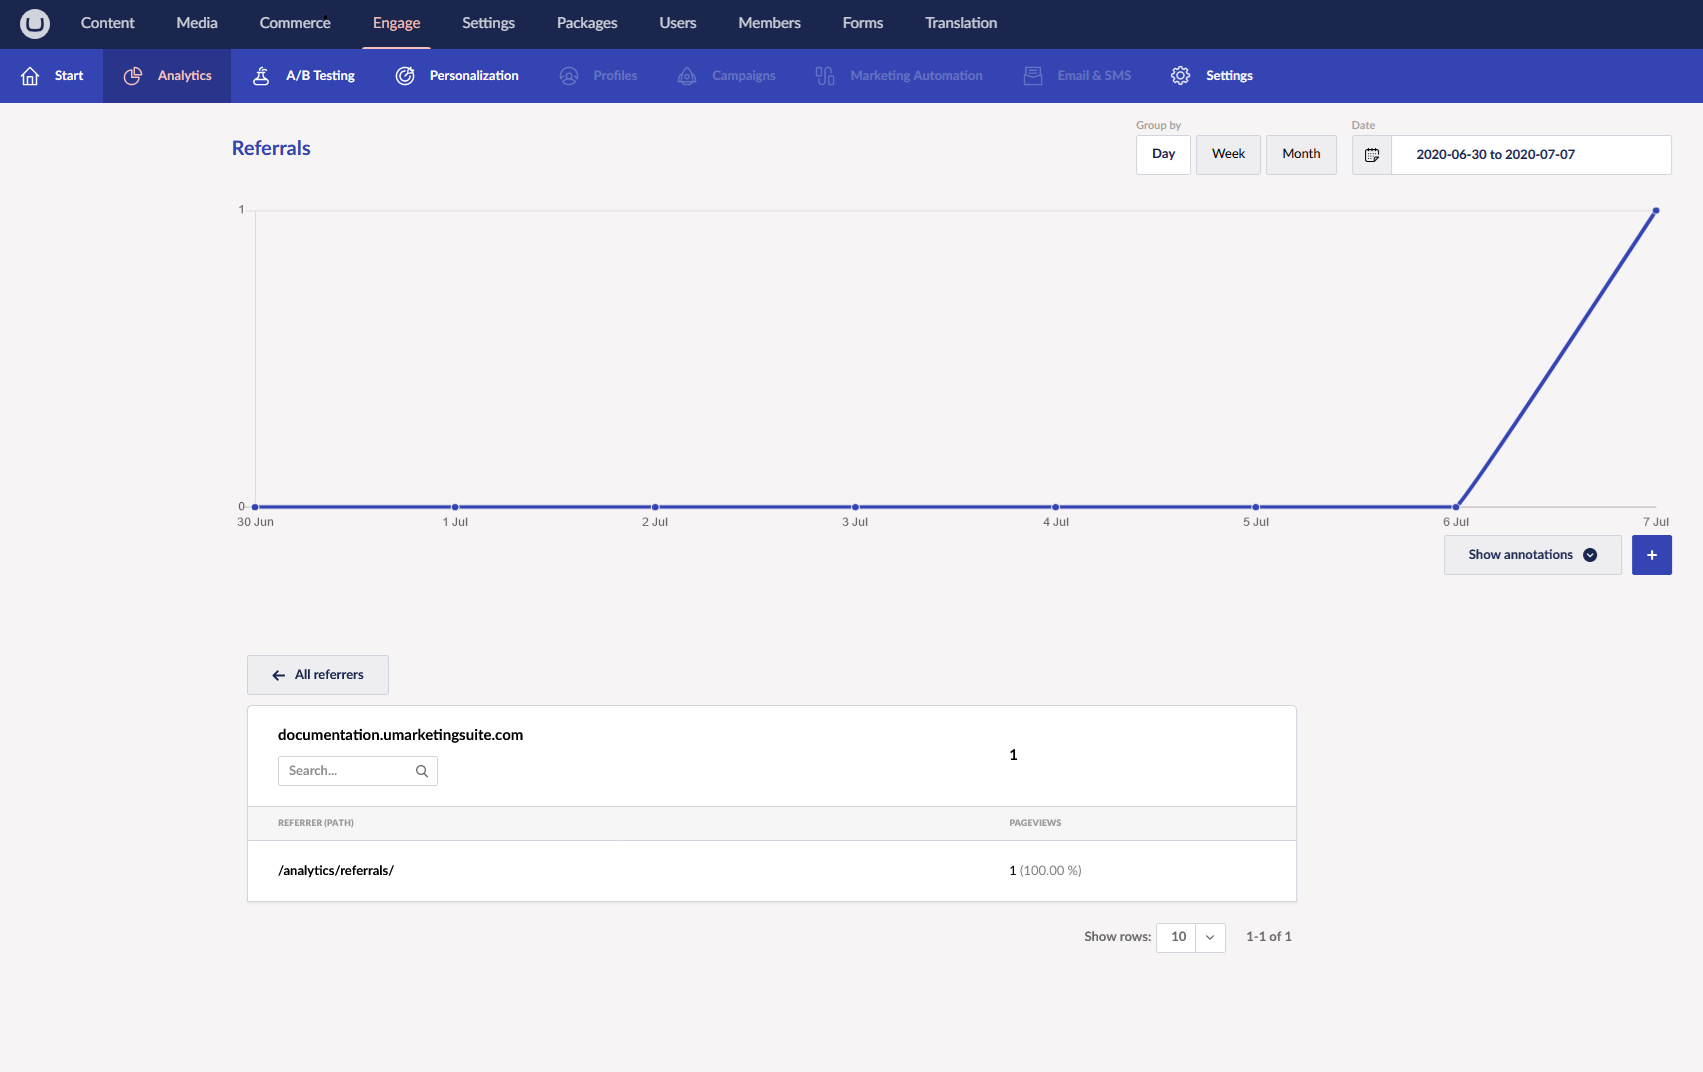 Content Media Commerce Engage Settings Packages Users Members Forms Translation
Start Analytics A/B Testing Personalization Profiles Campaigns Marketing Automation Email & SMS Settings
Group by Date
Referrals Day Week Month 2020-06-30 to 2020-07-07
1
0
30 Jun 1 Jul 2 Jul 3 Jul 4 Jul 5 Jul 6 Jul 7 Jul
Show annotations +
All referrers
documentation.umarketingsuite.com
1
Search...
REFERRER (PATH) PAGEVIEWS
/analytics/referrals/ 1 (100.00 %)
Show rows: 10 1-1 of 1